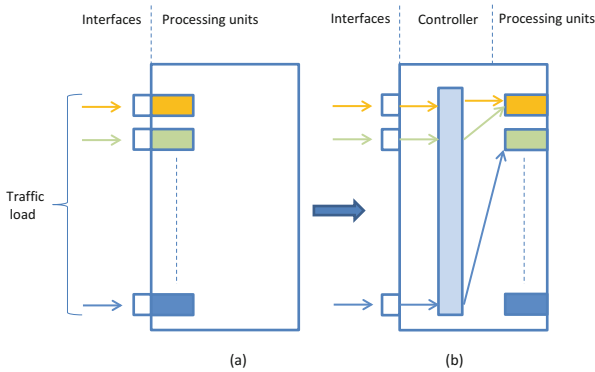 Interfaces Processing units Interfaces Controller Processing units
Traffic
load
(a) (b)